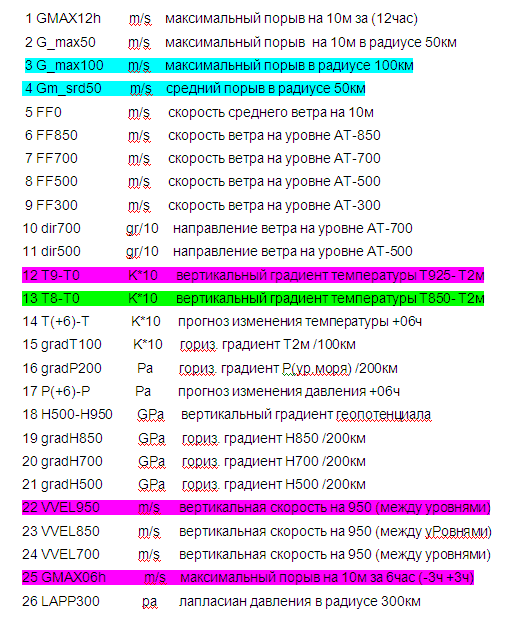 1 GMAX12h m/s максимальный порыв на 10м за (12час)
2 G_max50 m/s максимальный порыв на 10м в радиусе 50км
3 G_max100 m/s максимальный порыв в радиусе 100км
4 Gm_srd50 m/s средний порыв в радиусе 50км
5 FF0 m/s скорость среднего ветра на 10м
6 FF850 m/s скорость ветра на уровне АТ-850
7 FF700 m/s скорость ветра на уровне АТ-700
8 FF500 m/s скорость ветра на уровне АТ-500
9 FF300 m/s скорость ветра на уровне АТ-300
10 dir700 gr/10 направление ветра на уровне АТ-700
11 dir500 gr/10 направление ветра на уровне АТ-500
12 T9-T0 K*10 вертикальный градиент температуры T925- T2м
13 T8-T0 K*10 вертикальный градиент температуры T850- T2м
14 T(+6)-T K*10 прогноз изменения температуры +06ч
15 gradT100 K*10 гориз. градиент T2м /100км
16 gradP200 Pa гориз. градиент P(ур.моря) /200км
17 P(+6)-P Pa прогноз изменения давления +06ч
18 H500-H950 GPa вертикальный градиент геопотенциала
19 gradH850 GPa гориз. градиент H850 /200км
20 gradH700 GPa гориз. градиент H700 /200км
21 gradH500 GPa гориз. градиент H500 /200км
22 VVEL950 m/s вертикальная скорость на 950 (между уровнями)
23 VVEL850 m/s вертикальная скорость на 950 (между уРовнями)
24 VVEL700 m/s вертикальная скорость на 950 (между уровнями)
25 GMAX06h m/s максимальный порыв на 10м за 6час (-3ч +3ч)
26 LAPP300 pa лапласиан давления в радиусе 300км